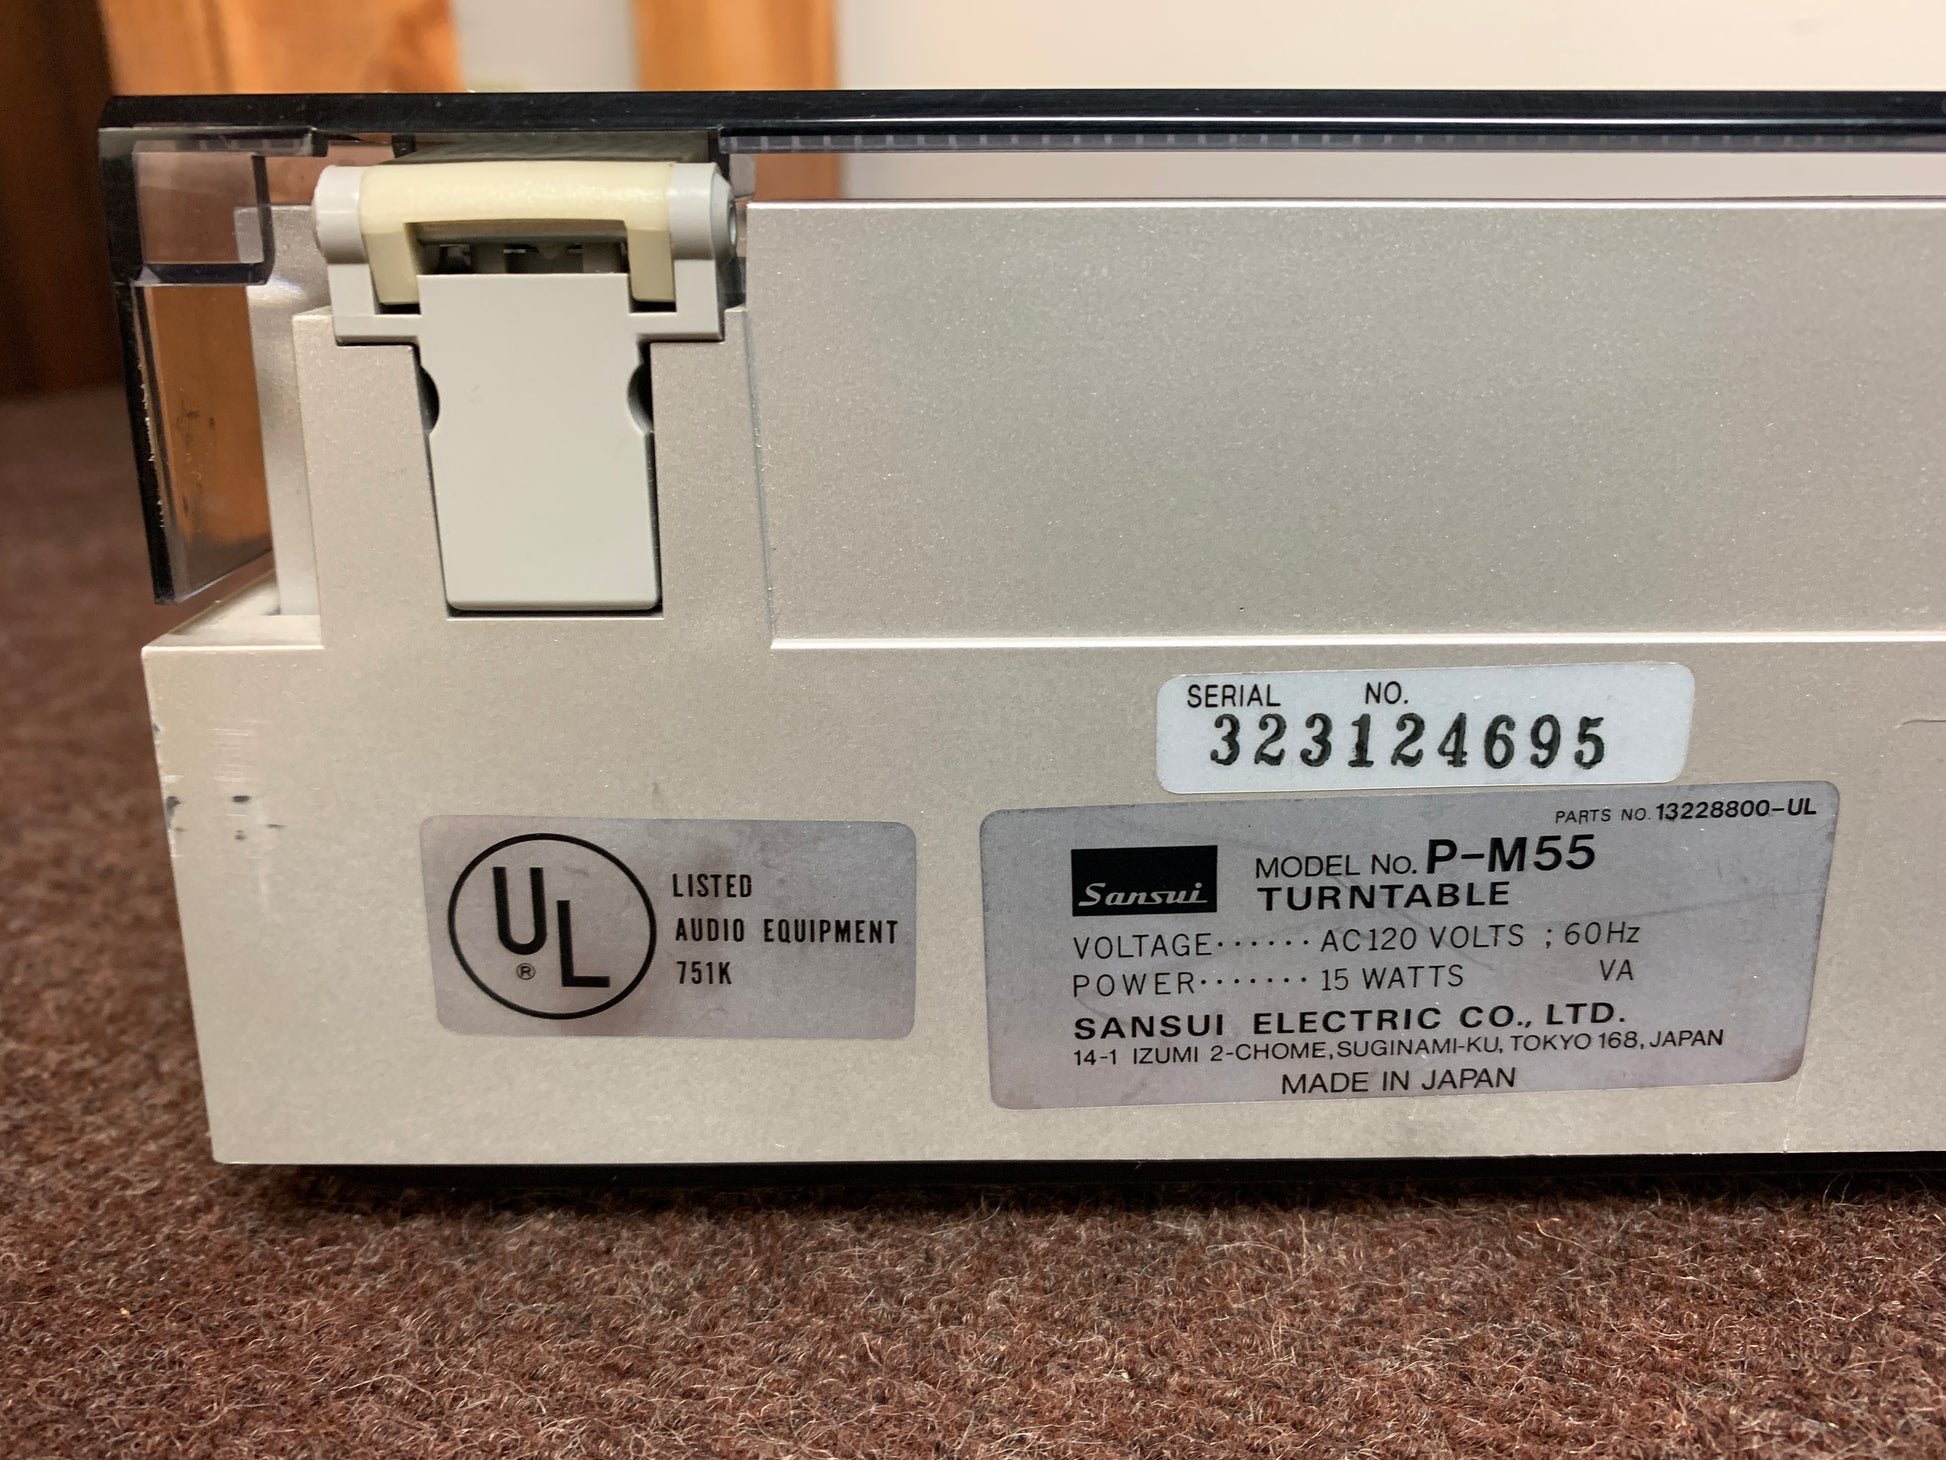 SERIAL NO.
323124695
UL
®
LISTED
AUDIO EQUIPMENT
751K
PARTS NO. 13228800-UL
Sansui
MODEL NO. P-M55
TURNTABLE
VOLTAGE······ AC120 VOLTS ; 60Hz
POWER······· 15 WATTS VA
SANSUI ELECTRIC CO., LTD.
14-1 IZUMI 2-CHOME, SUGINAMI-KU, TOKYO 168, JAPAN
MADE IN JAPAN